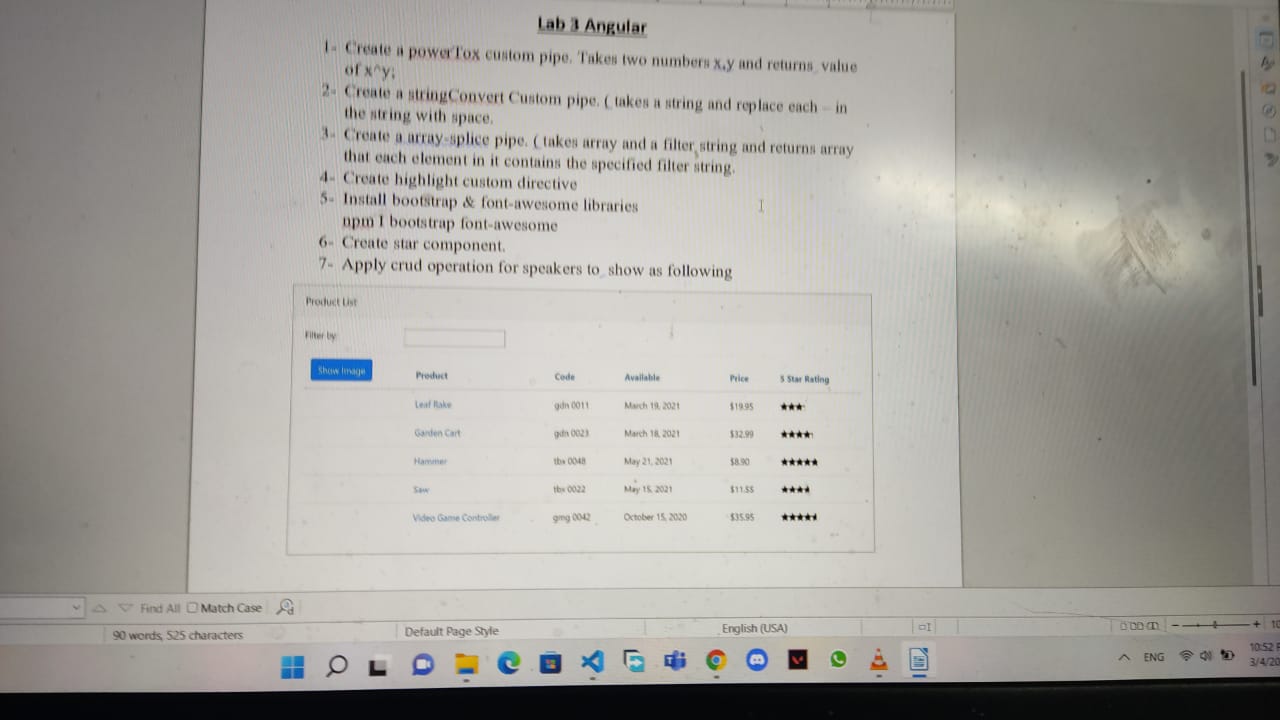 Lab 3 Angular
1- Create a powerTox custom pipe. Takes two numbers x,y and returns value
of x^y;
2- Create a stringConvert Custom pipe. ( takes a string and replace each – in
the string with space.
3- Create a array-splice pipe. ( takes array and a filter string and returns array
that each element in it contains the specified filter string.
4- Create highlight custom directive
5- Install bootstrap & font-awesome libraries
npm I bootstrap font-awesome
6- Create star component.
7- Apply crud operation for speakers to show as following
Product List
Filter by:
Show Image Product Code Available Price 5 Star Rating
Leaf Rake gdn 0011 March 19, 2021 $19.95
Garden Cart gdn 0023 March 18, 2021 $32.99
Hammer tbx 0048 May 21, 2021 $8.90
Saw tbx 0022 May 15, 2021 $11.55
Video Game Controller gmg 0042 October 15, 2020 $35.95
Find All Match Case
90 words, 525 characters Default Page Style English (USA)
ENG 10:52
3/4/20